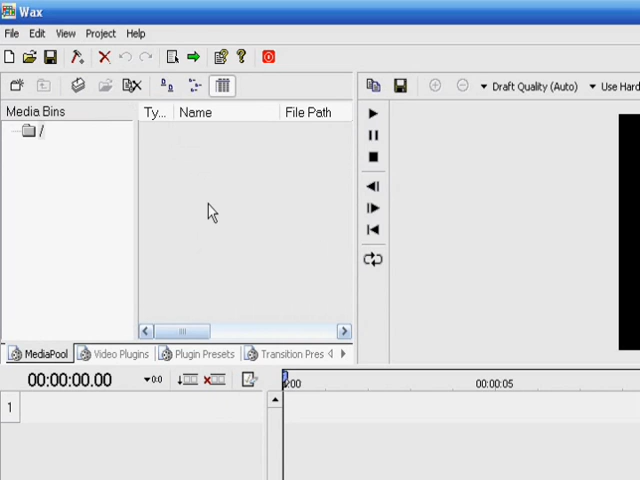 Wax
File Edit View Project Help
Draft Quality (Auto) Use Hard
Media Bins Ty... Name File Path
/
MediaPool Video Plugins Plugin Presets Transition Pres
00:00:00.00 0:0 :00 00:00:05
1